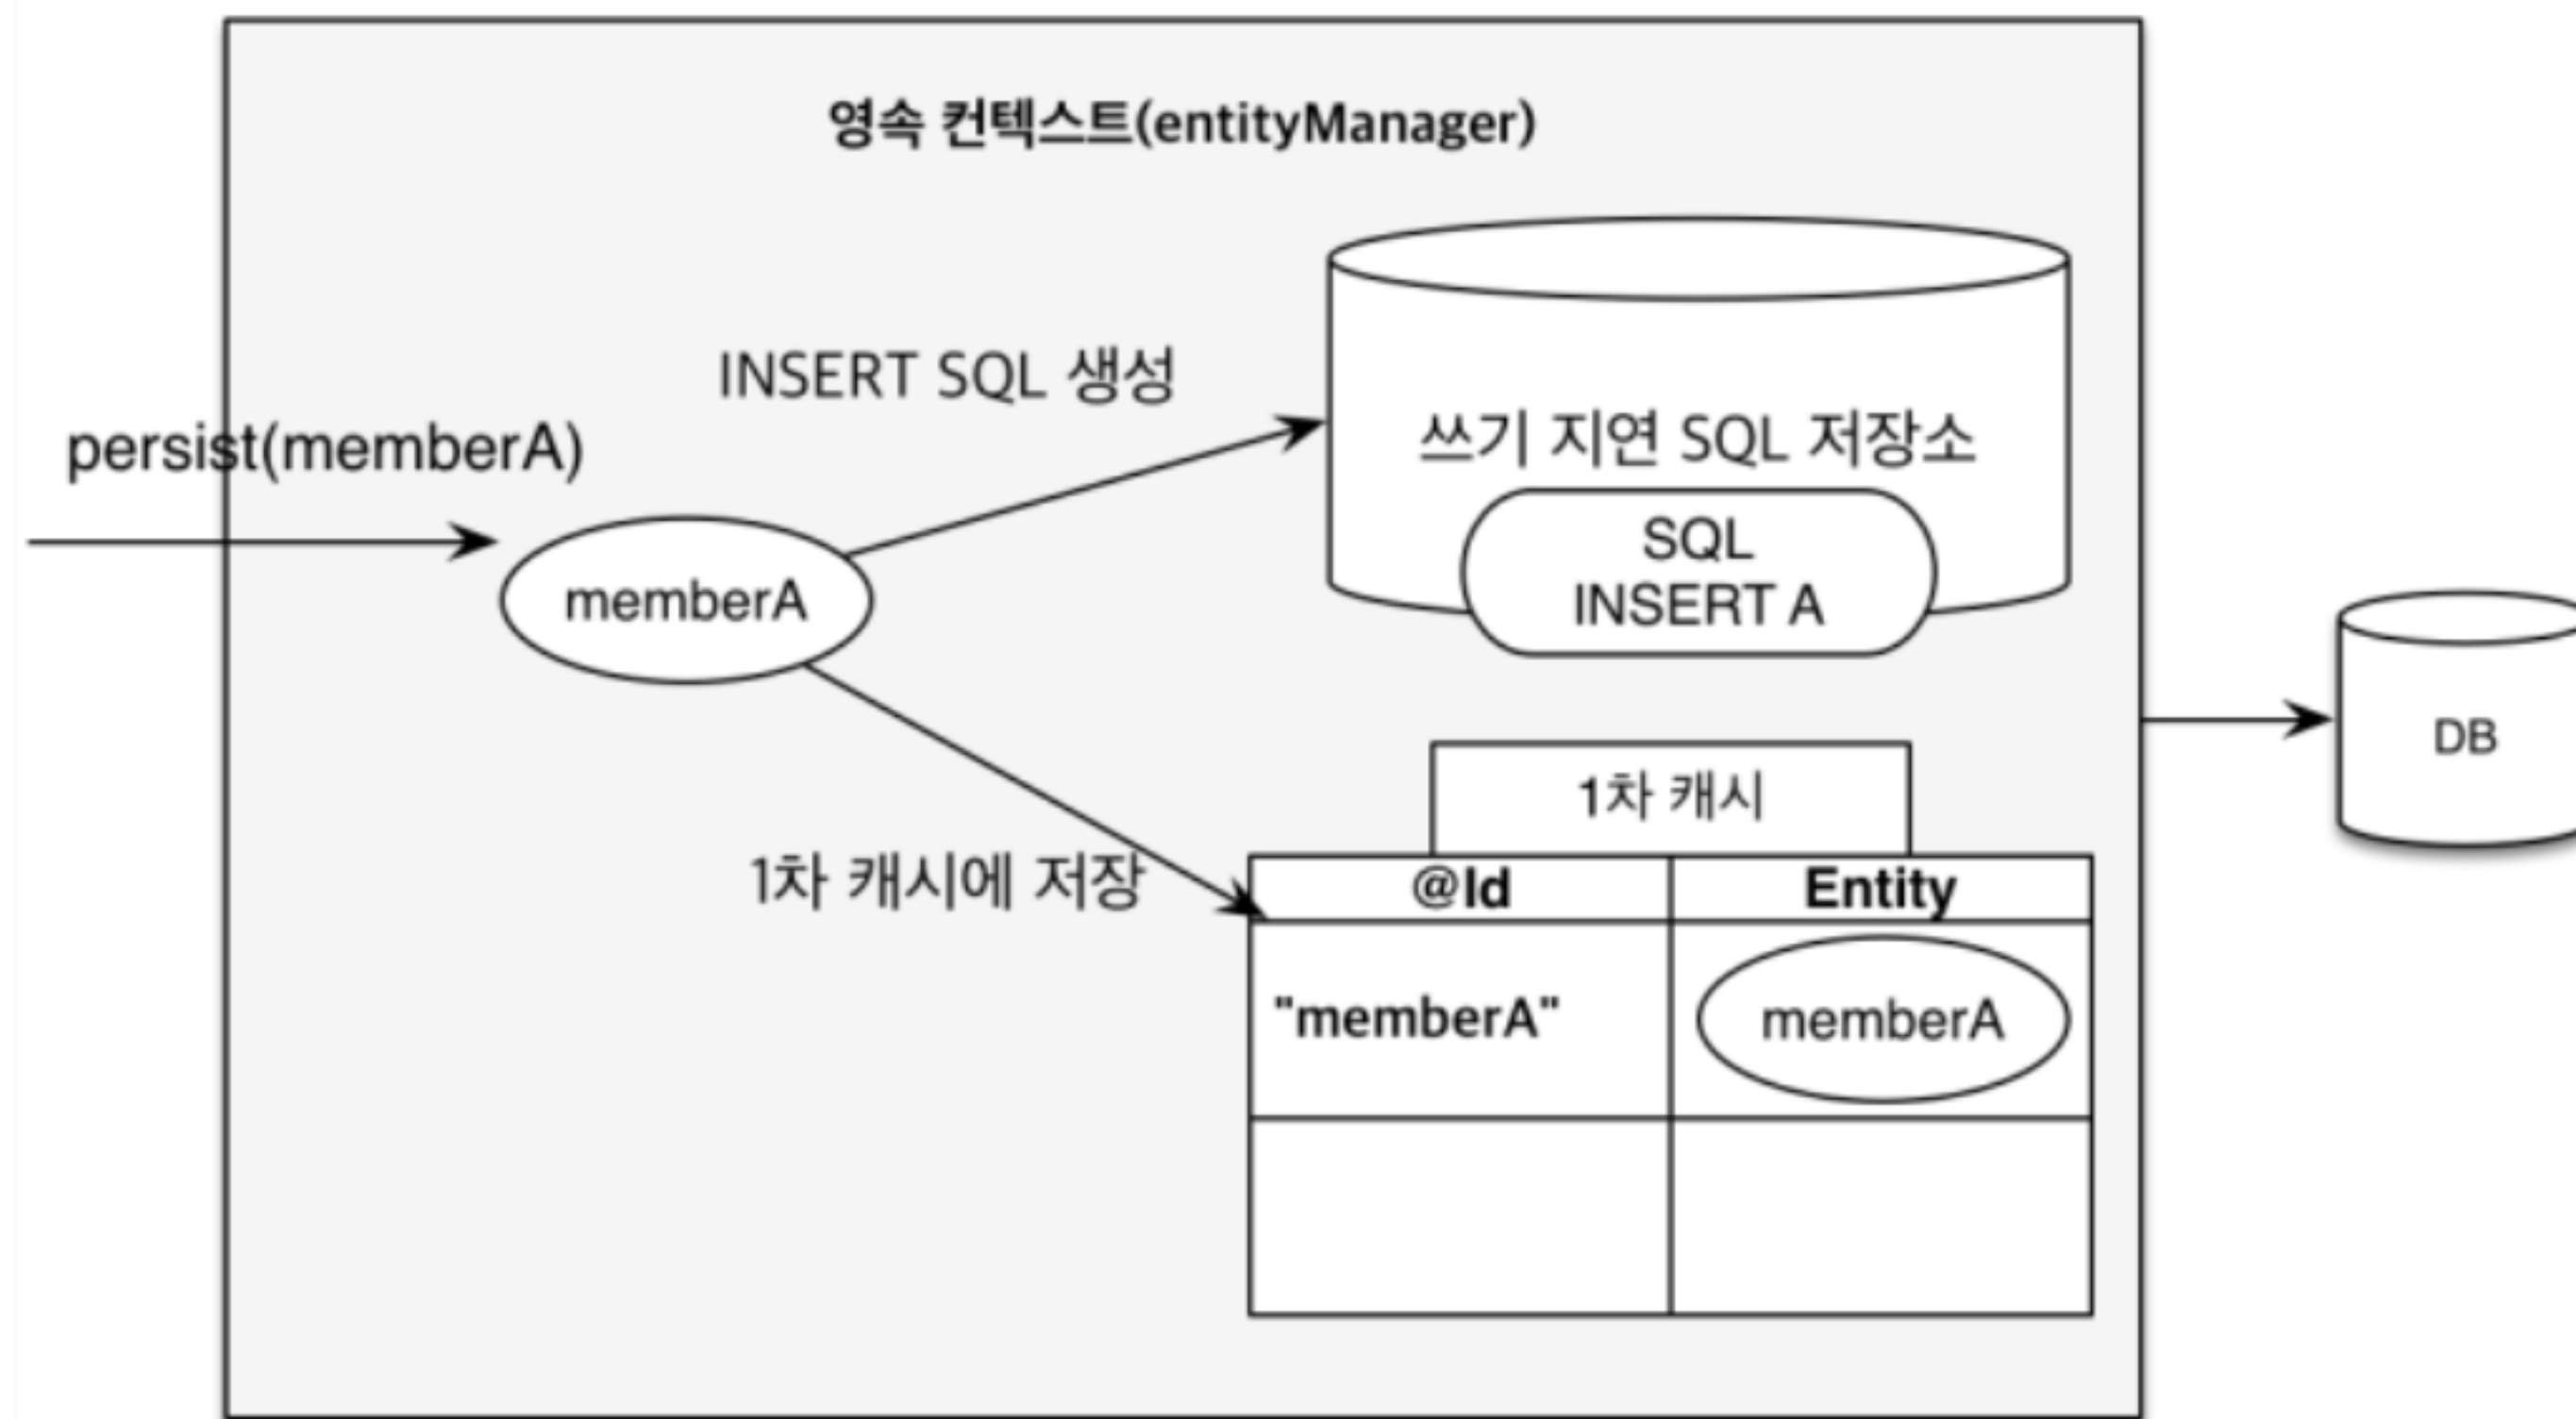 영속 컨텍스트(entityManager)
INSERT SQL 생성
persist(memberA)
쓰기 지연 SQL 저장소
SQL
INSERT A
memberA
DB
1차 캐시
1차 캐시에 저장
@Id
Entity
"memberA"
memberA